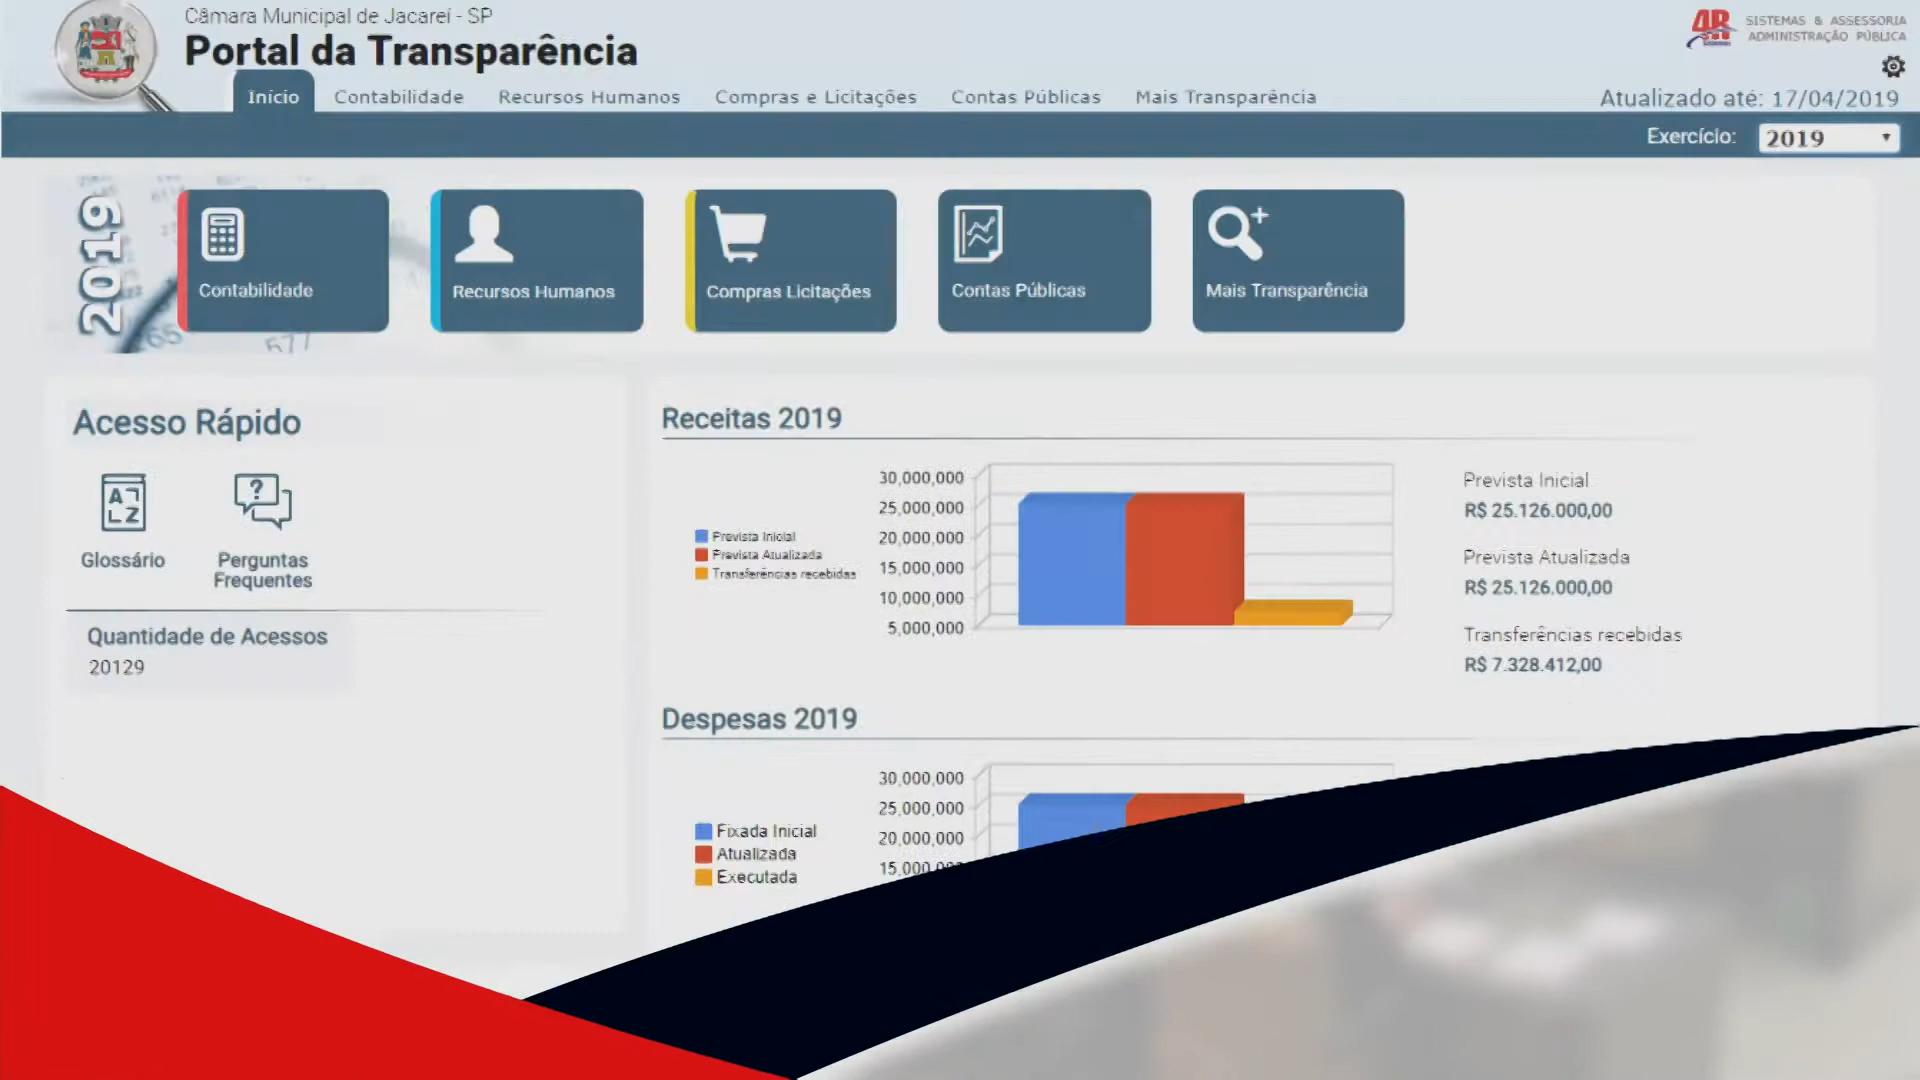 Câmara Municipal de Jacareí - SP
Portal da Transparência
4R
SISTEMAS & ASSESSORIA
ADMINISTRAÇÃO PÚBLICA
Início
Contabilidade
Recursos Humanos
Compras e Licitações
Contas Públicas
Mais Transparência
Atualizado até: 17/04/2019
Exercício: 2019
2019
Contabilidade
Recursos Humanos
Compras Licitações
Contas Públicas
Mais Transparência
Acesso Rápido
Glossário
Perguntas
Frequentes
Quantidade de Acessos
20129
Receitas 2019
Prevista Inicial
Prevista Atualizada
Transferências recebidas
30,000,000
25,000,000
20,000,000
15,000,000
10,000,000
5,000,000
Prevista Inicial
R$ 25.126.000,00
Prevista Atualizada
R$ 25.126.000,00
Transferências recebidas
R$ 7.328.412,00
Despesas 2019
Fixada Inicial
Atualizada
Executada
30,000,000
25,000,000
20,000,000
15,000,000